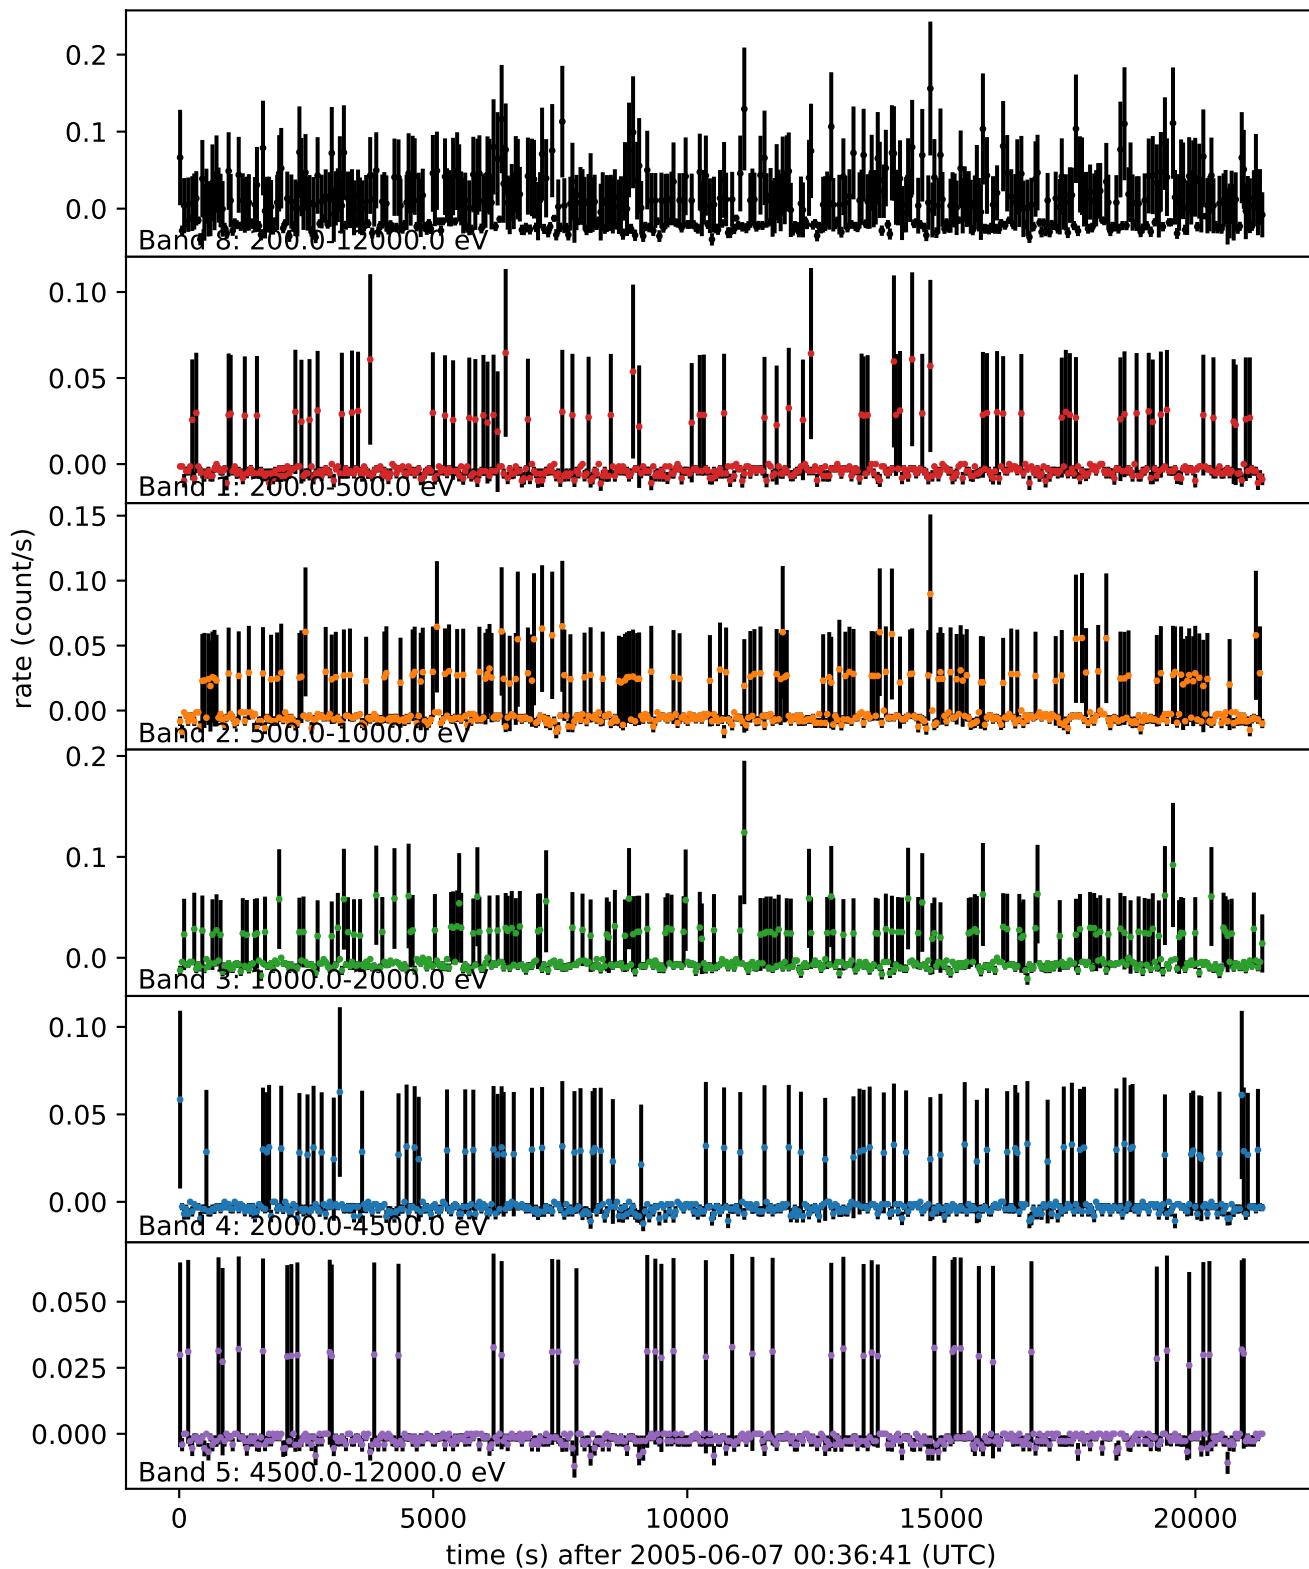 0.2
0.1
0.0
Band 8: 200.0-12000.0 eV
0.10
0.05
0.00
Band 1: 200.0-500.0 eV
0.15
0.10
0.05
0.00
Band 2: 500.0-1000.0 eV
rate (count/s)
0.2
0.1
0.0
Band 3: 1000.0-2000.0 eV
0.10
0.05
0.00
Band 4: 2000.0-4500.0 eV
0.050
0.025
0.000
Band 5: 4500.0-12000.0 eV
0 5000 10000 15000 20000
time (s) after 2005-06-07 00:36:41 (UTC)